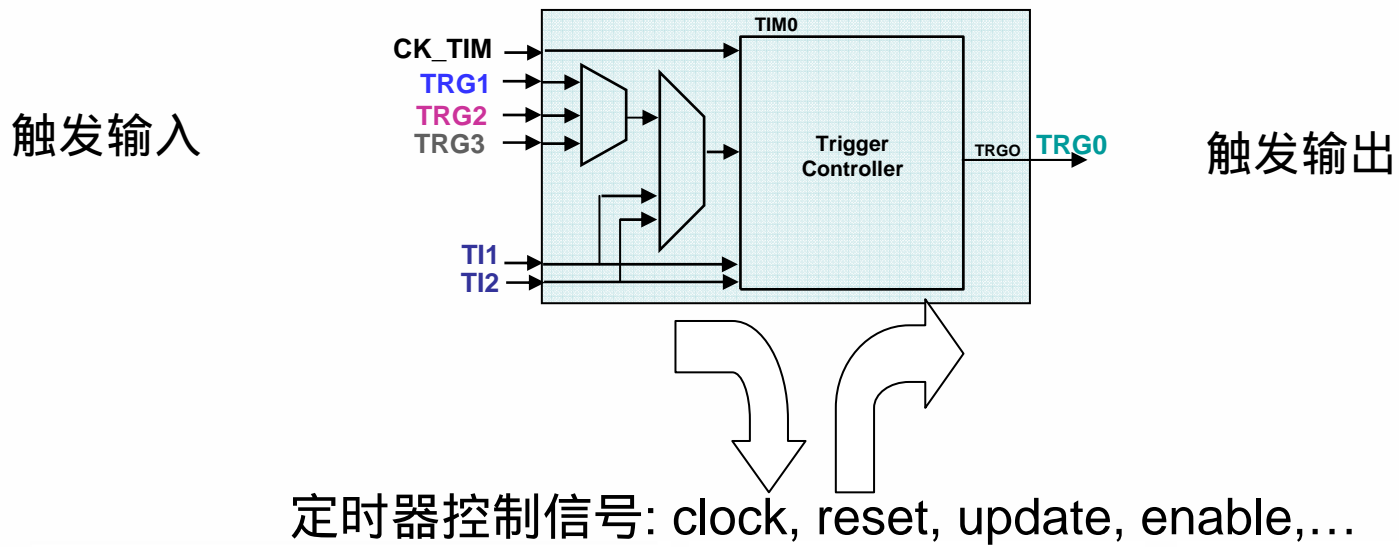 TIM0
CK_TIM
TRG1
TRG2
TRG3
触发输入
Trigger
Controller
TRGO
TRG0
触发输出
TI1
TI2
定时器控制信号: clock, reset, update, enable,…